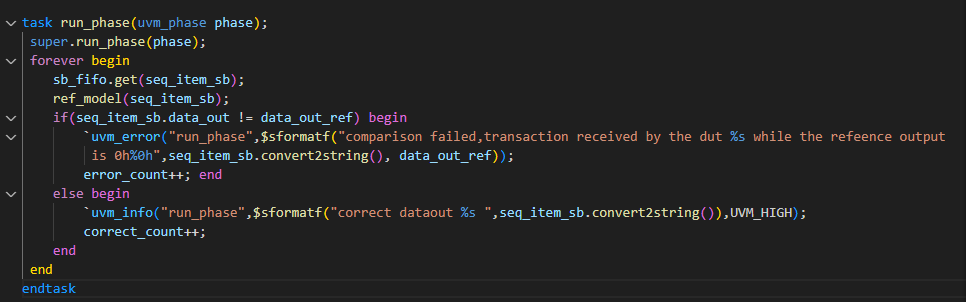 task run_phase(uvm_phase phase);
super.run_phase(phase);
forever begin
sb_fifo.get(seq_item_sb);
ref_model(seq_item_sb);
if(seq_item_sb.data_out != data_out_ref) begin
`uvm_error("run_phase",$sformatf("comparison failed,transaction received by the dut %s while the refeence output
is 0h%0h",seq_item_sb.convert2string(), data_out_ref));
error_count++; end
else begin
`uvm_info("run_phase",$sformatf("correct dataout %s ",seq_item_sb.convert2string()),UVM_HIGH);
correct_count++;
end
end
endtask